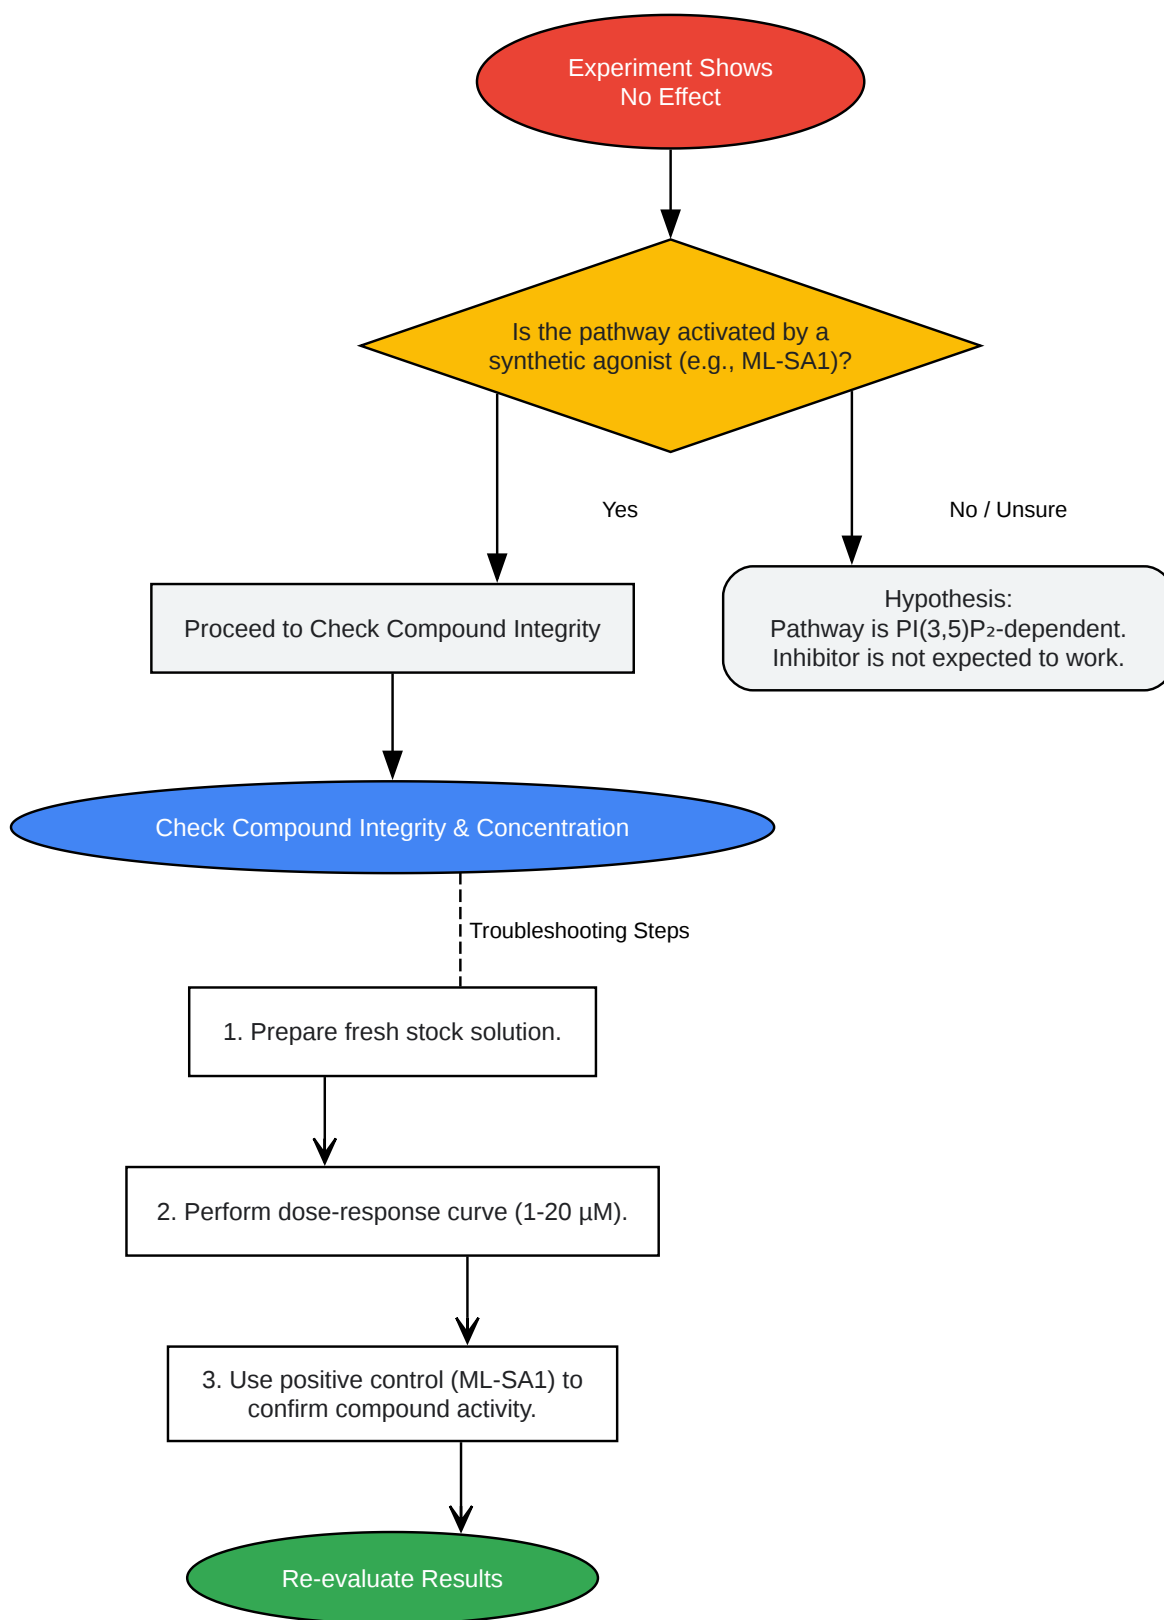 Experiment Shows
No Effect
Is the pathway activated by a
synthetic agonist (e.g., ML-SA1)?
Yes
No / Unsure
Proceed to Check Compound Integrity
Hypothesis:
Pathway is PI(3,5)P₂-dependent.
Inhibitor is not expected to work.
Check Compound Integrity & Concentration
Troubleshooting Steps
1. Prepare fresh stock solution.
2. Perform dose-response curve (1-20 µM).
3. Use positive control (ML-SA1) to
confirm compound activity.
Re-evaluate Results